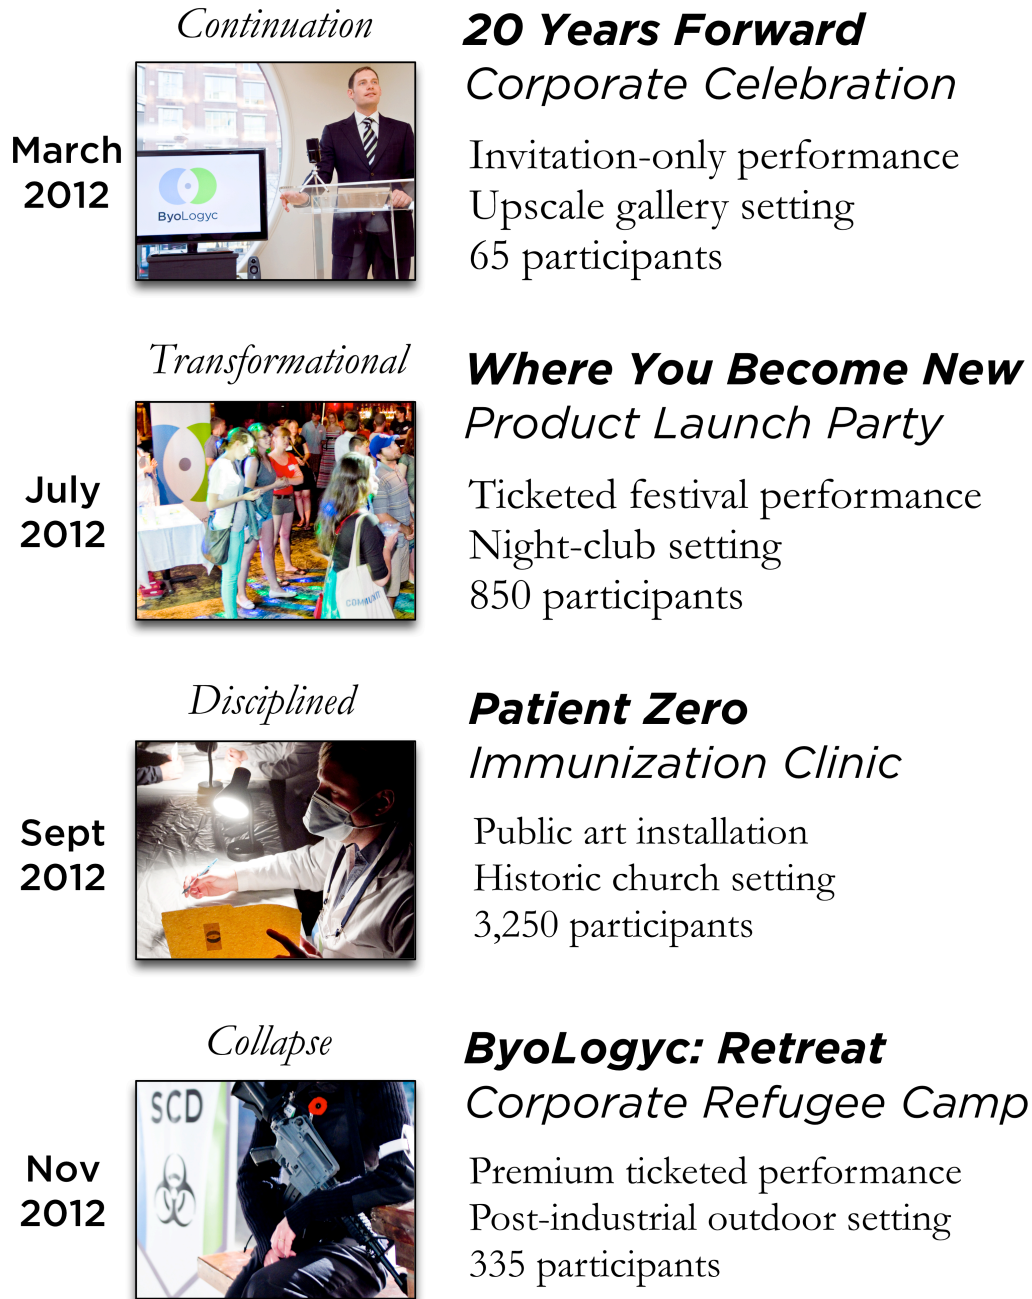 Continuation
20 Years Forward
Corporate Celebration
March
2012
ByoLogyc
Invitation-only performance
Upscale gallery setting
65 participants
Transformational
Where You Become New
Product Launch Party
July
2012
Ticketed festival performance
Night-club setting
850 participants
Disciplined
Patient Zero
Immunization Clinic
Sept
2012
Public art installation
Historic church setting
3,250 participants
Collapse
ByoLogyc: Retreat
Corporate Refugee Camp
Nov
2012
SCD
Premium ticketed performance
Post-industrial outdoor setting
335 participants